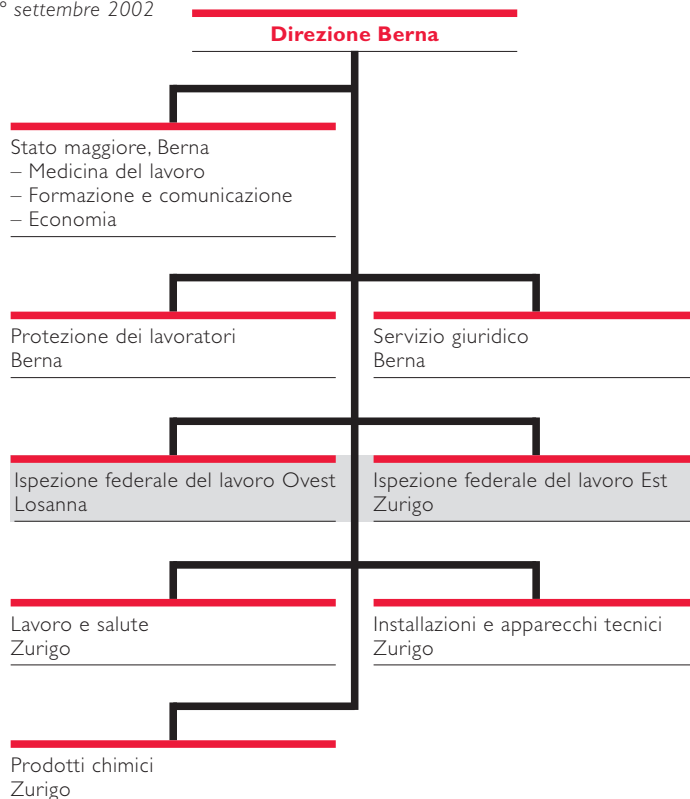 ° settembre 2002
Direzione Berna
Stato maggiore, Berna
– Medicina del lavoro
– Formazione e comunicazione
– Economia
Protezione dei lavoratori
Berna
Servizio giuridico
Berna
Ispezione federale del lavoro Ovest
Losanna
Ispezione federale del lavoro Est
Zurigo
Lavoro e salute
Zurigo
Installazioni e apparecchi tecnici
Zurigo
Prodotti chimici
Zurigo